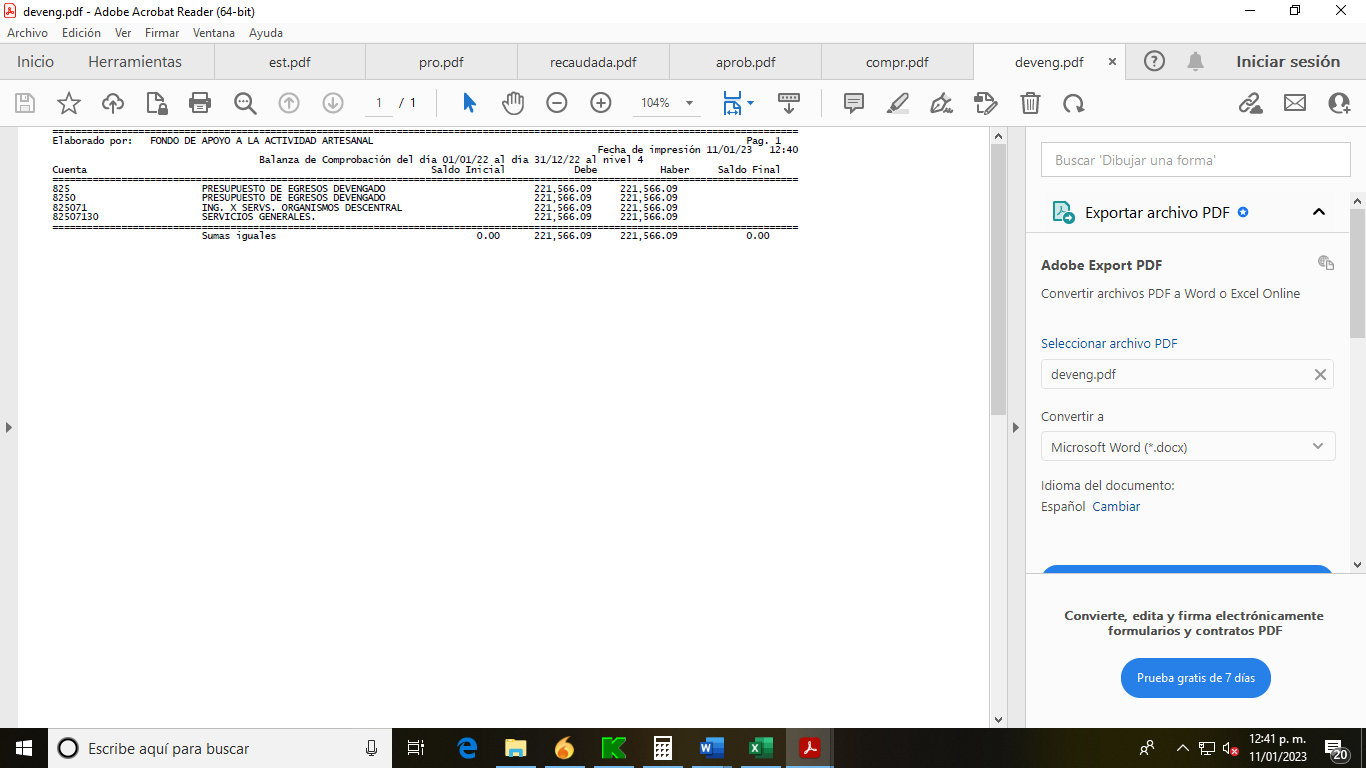 deveng.pdf - Adobe Acrobat Reader (64-bit)
Archivo Edición Ver Firmar Ventana Ayuda
Inicio Herramientas est.pdf pro.pdf recaudada.pdf aprob.pdf compr.pdf deveng.pdf × Iniciar sesión
1 / 1 104%
Elaborado por: FONDO DE APOYO A LA ACTIVIDAD ARTESANAL Pag. 1
Fecha de impresión 11/01/23 12:40
Balanza de Comprobación del día 01/01/22 al día 31/12/22 al nivel 4
Cuenta Saldo Inicial Debe Haber Saldo Final
825 PRESUPUESTO DE EGRESOS DEVENGADO 221,566.09 221,566.09
8250 PRESUPUESTO DE EGRESOS DEVENGADO 221,566.09 221,566.09
825071 ING. X SERVS. ORGANISMOS DESCENTRAL 221,566.09 221,566.09
82507130 SERVICIOS GENERALES. 221,566.09 221,566.09
Sumas iguales 0.00 221,566.09 221,566.09 0.00
Buscar 'Dibujar una forma'
Exportar archivo PDF
Adobe Export PDF
Convertir archivos PDF a Word o Excel Online
Seleccionar archivo PDF
deveng.pdf
Convertir a
Microsoft Word (*.docx)
Idioma del documento:
Español Cambiar
Convierte, edita y firma electrónicamente
formularios y contratos PDF
Prueba gratis de 7 días
Escribe aquí para buscar
12:41 p. m.
11/01/2023
20